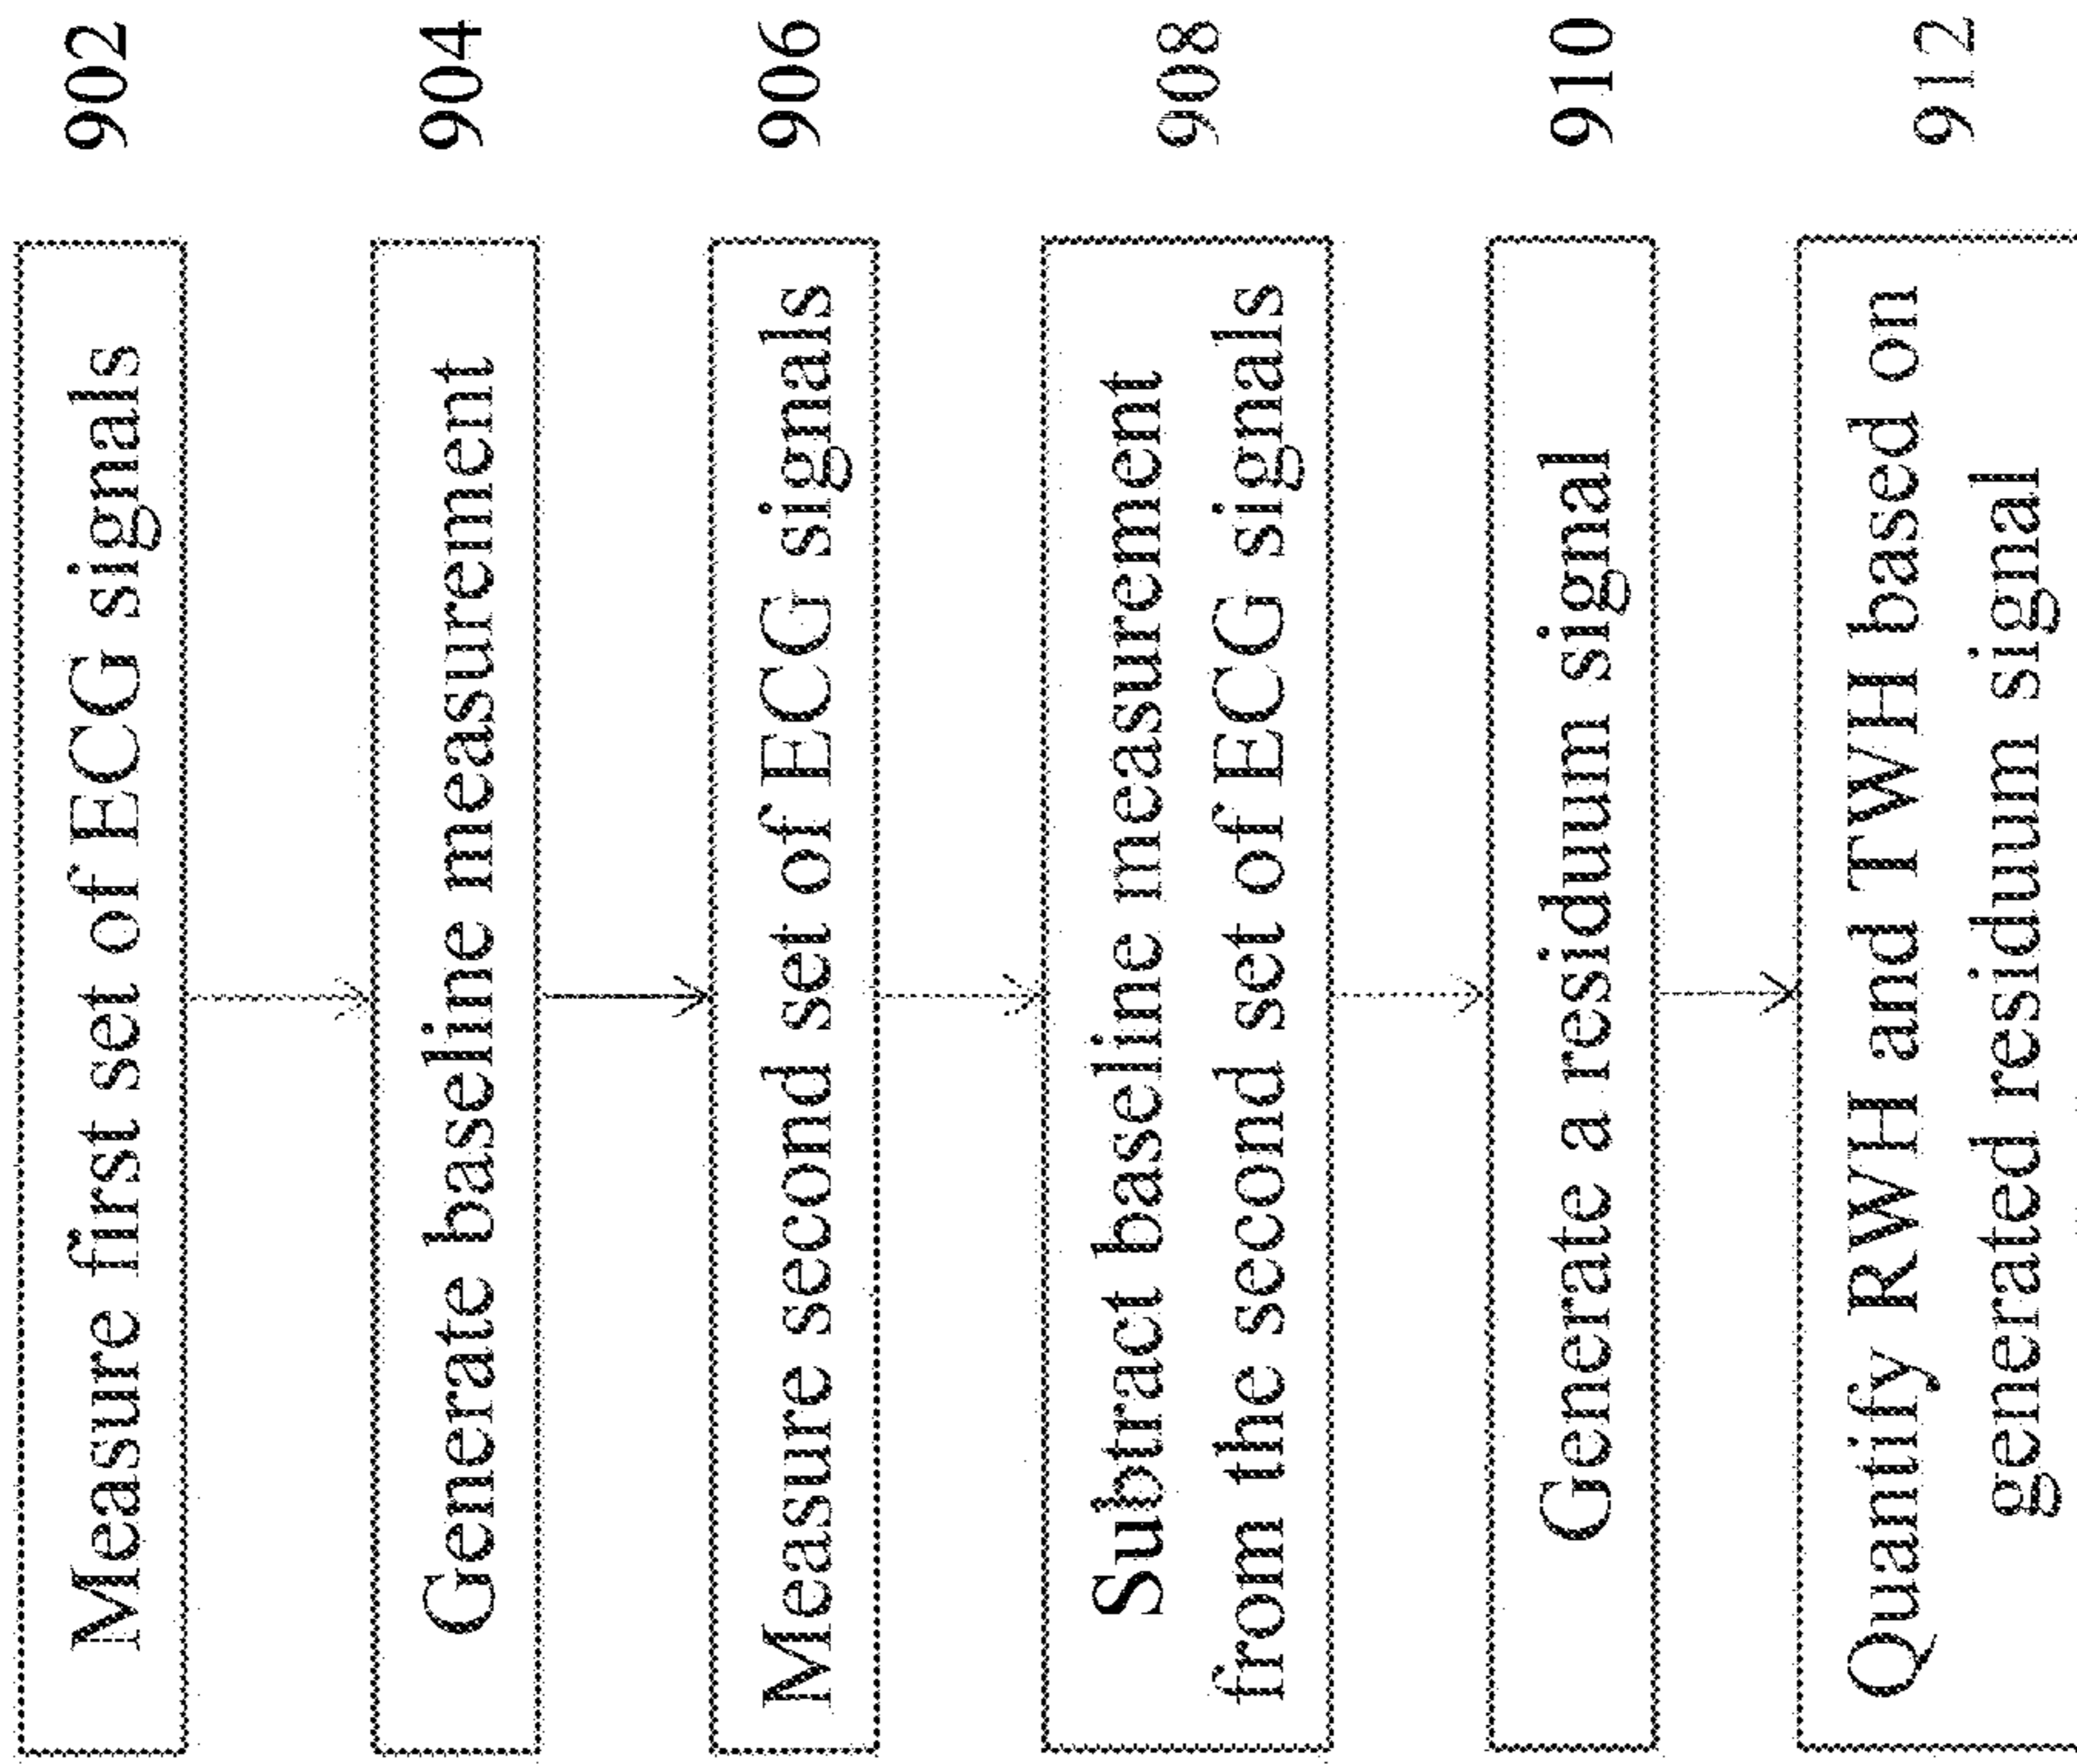 Measure first set of ECG signals 902
Generate baseline measurement 904
Measure second set of ECG signals 906
Subtract baseline measurement
from the second set of ECG signals 908
Generate a residuum signal 910
Quantify RWH and TWH based on
generated residuum signal 912